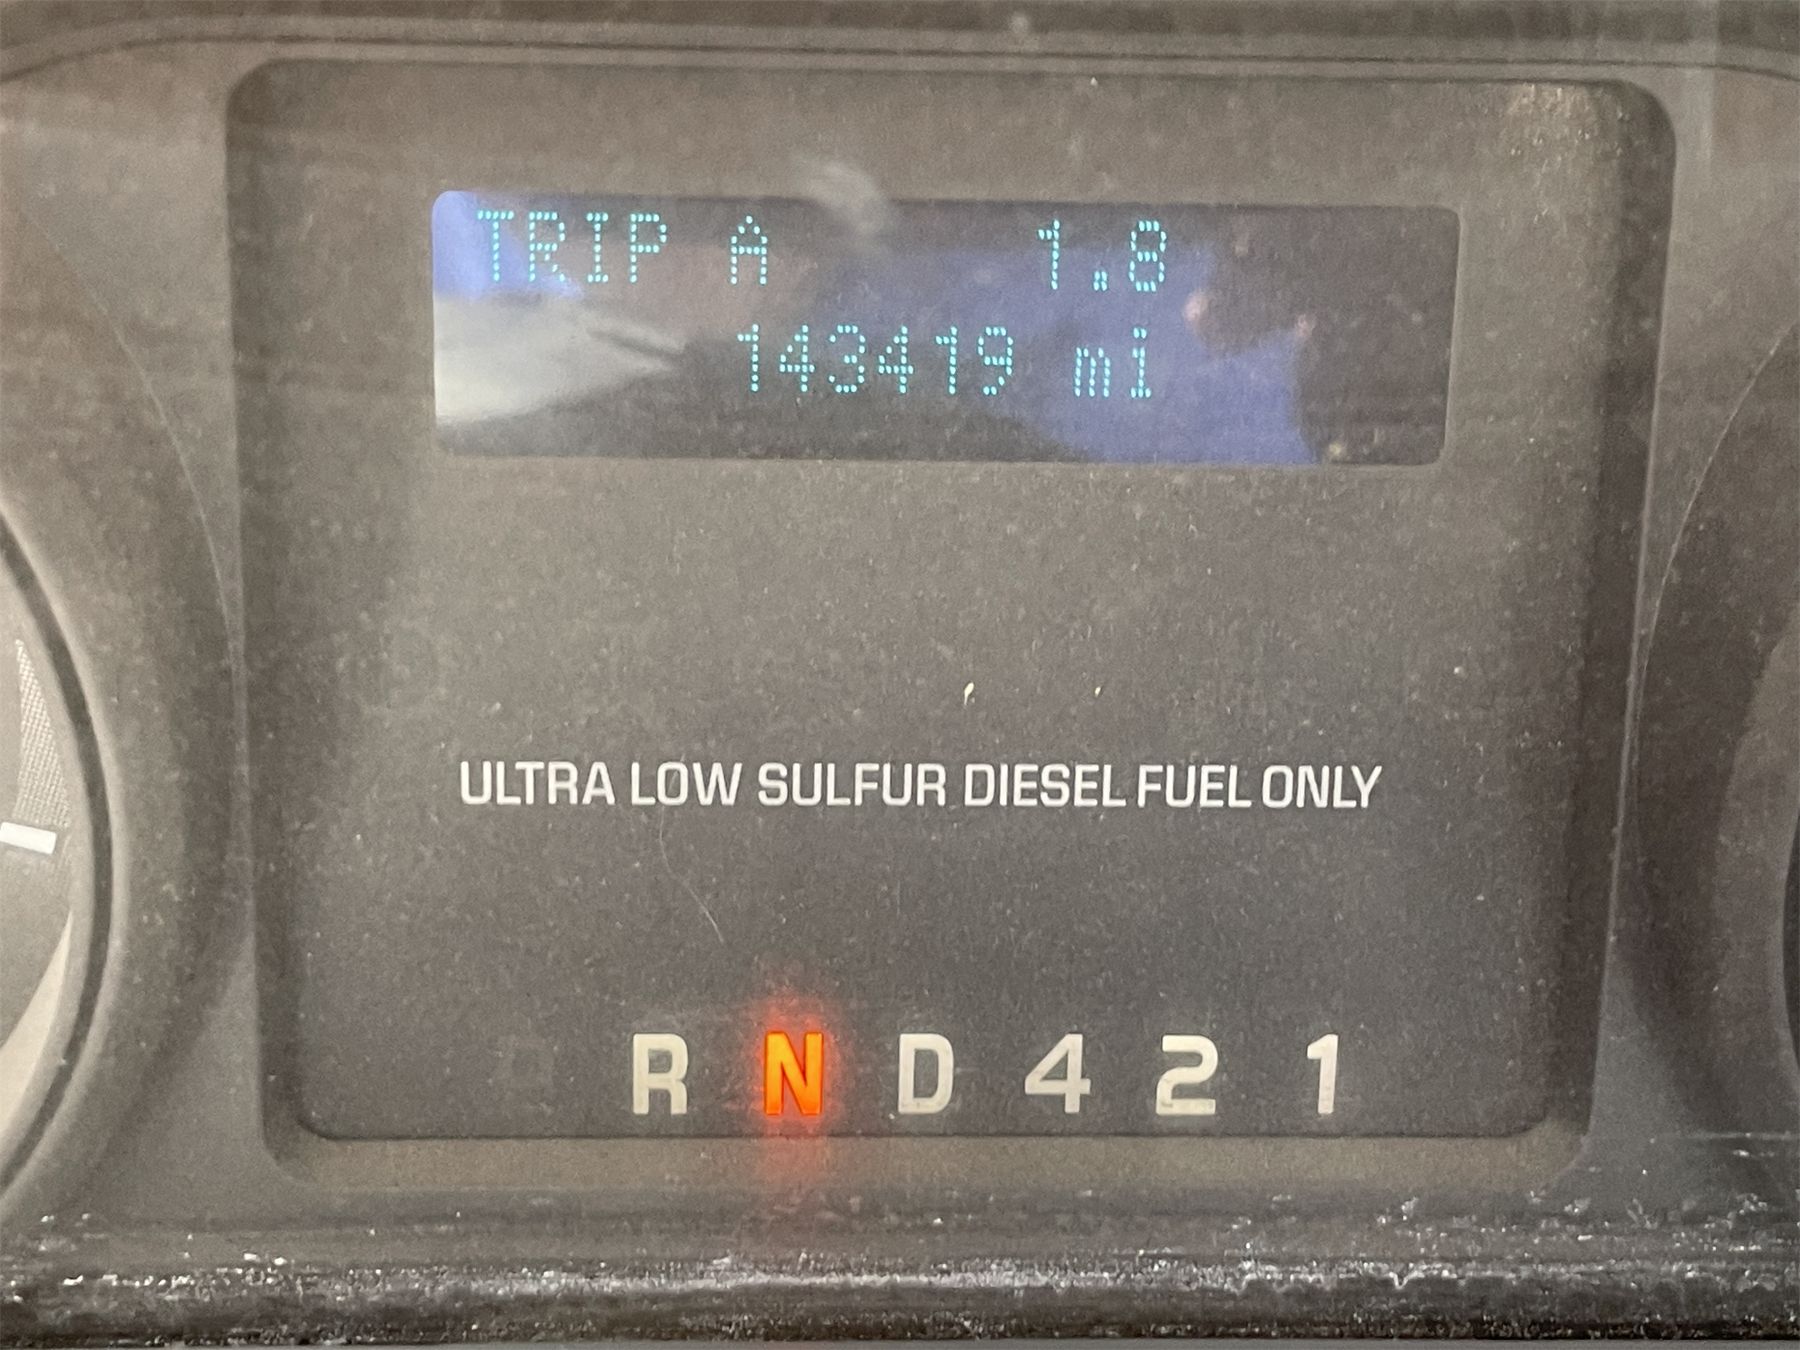 TRIP A 1.8
143419 mi
ULTRA LOW SULFUR DIESEL FUEL ONLY
R N D 4 2 1